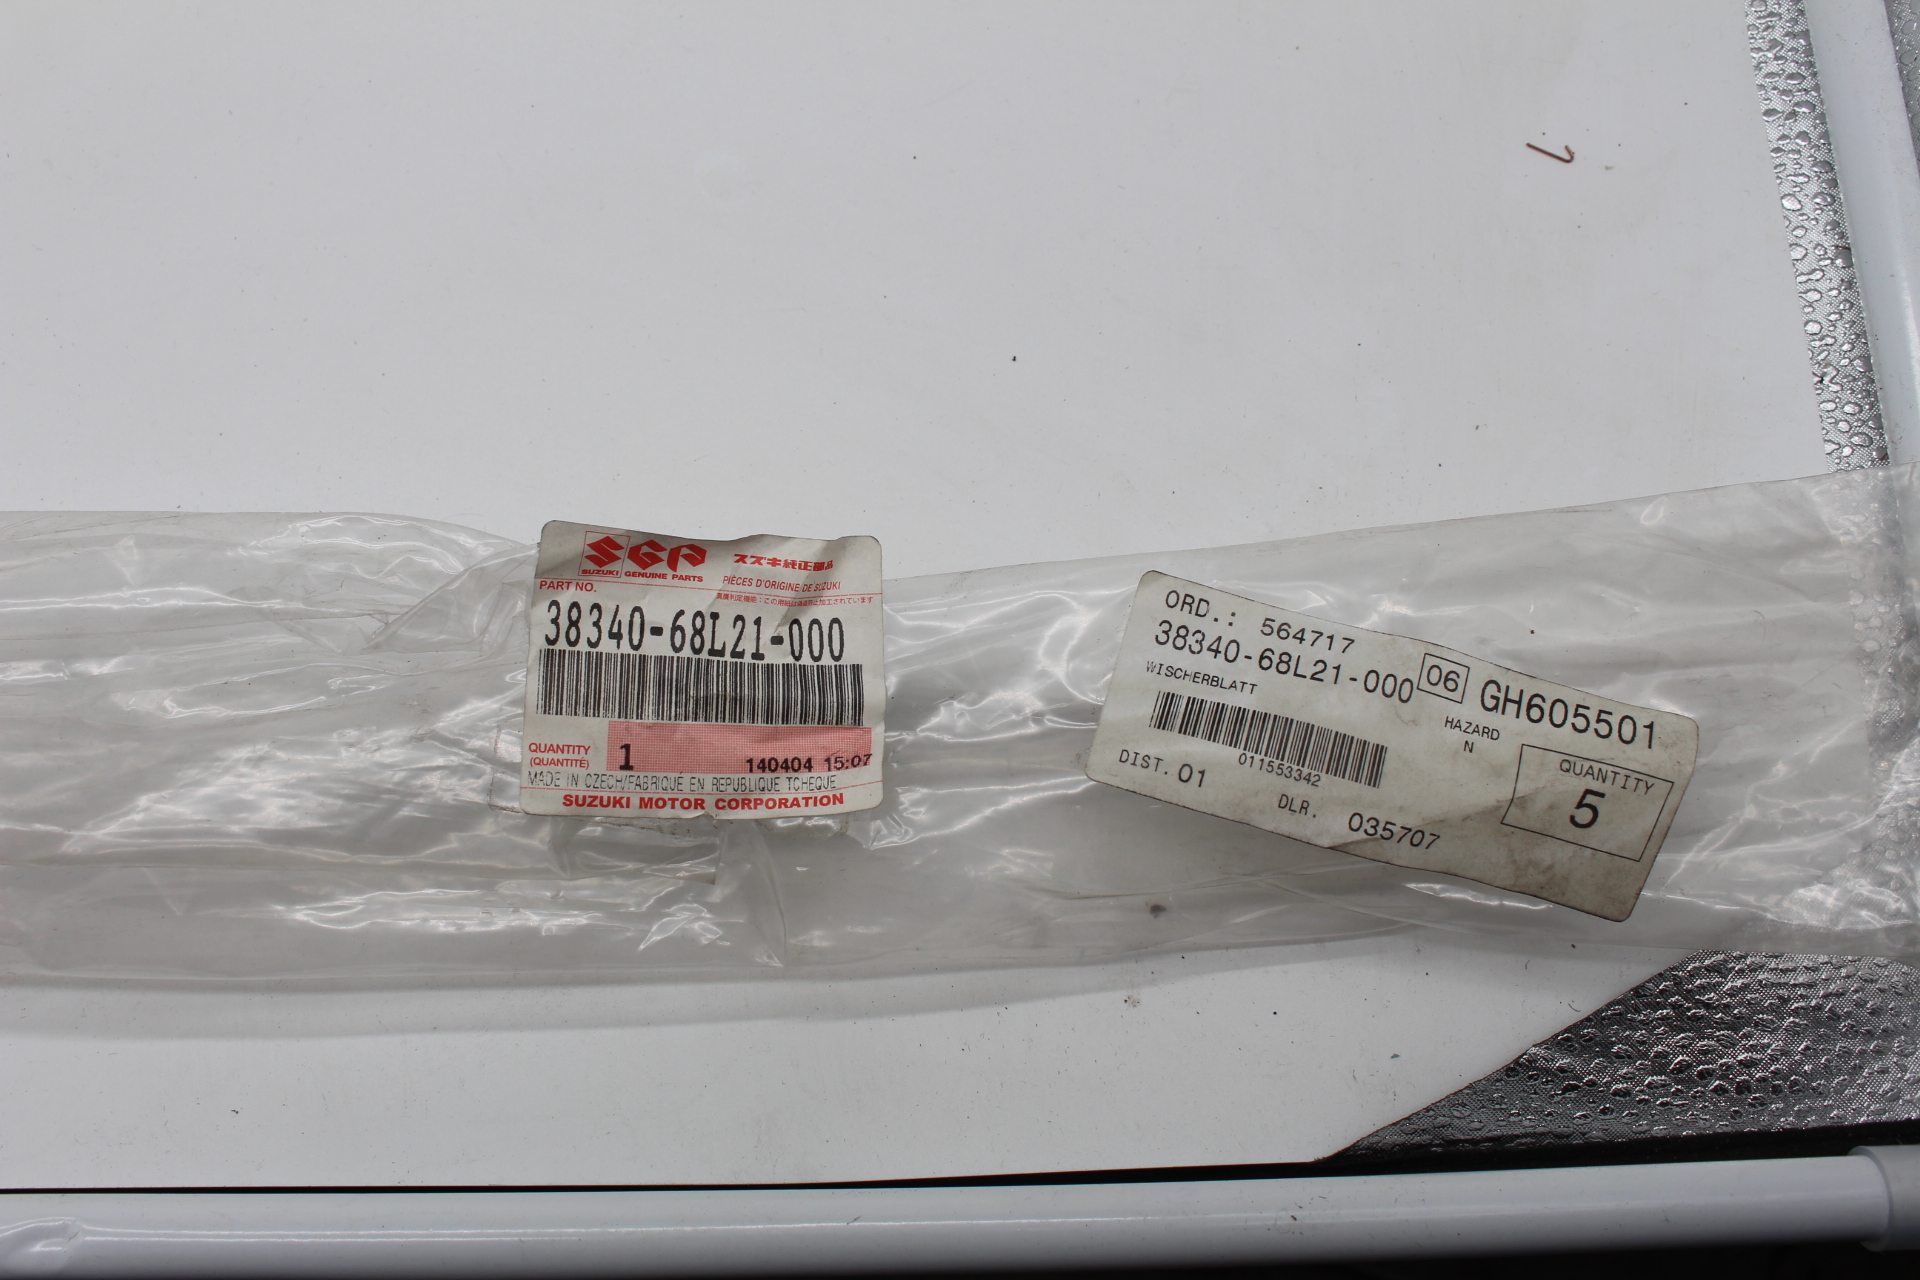 SGP
SUZUKI GENUINE PARTS
スズキ純正部品
PIÈCES D'ORIGINE DE SUZUKI
PART NO.
38340-68L21-000
QUANTITY
(QUANTITÉ)
1
140404 15:07
MADE IN CZECH/FABRIQUÉ EN REPUBLIQUE TCHEQUE
SUZUKI MOTOR CORPORATION
ORD.: 564717
38340-68L21-000 06 GH605501
WISCHERBLATT
HAZARD
N
011553342
DIST. 01
DLR. 035707
QUANTITY
5